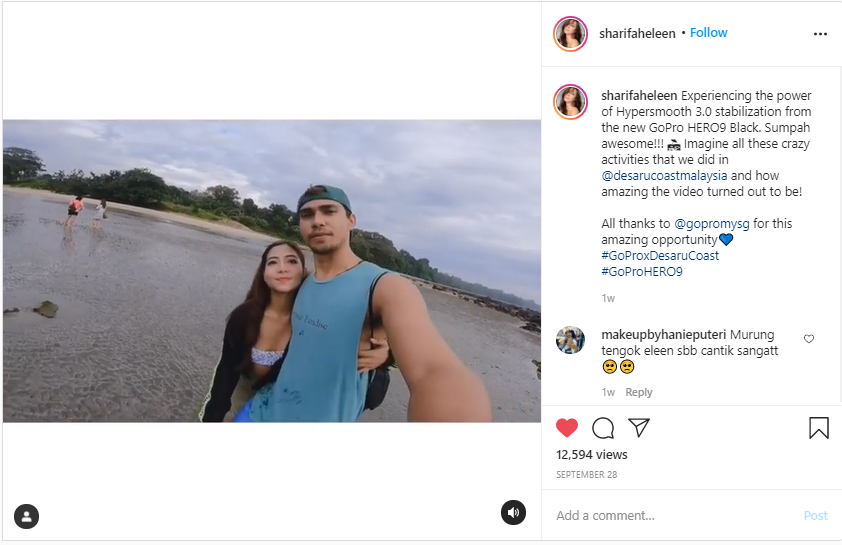 sharifaheleen • Follow
sharifaheleen Experiencing the power
of Hypersmooth 3.0 stabilization from
the new GoPro HERO9 Black. Sumpah
awesome!!! Imagine all these crazy
activities that we did in
@desarucoastmalaysia and how
amazing the video turned out to be!
All thanks to @gopromysg for this
amazing opportunity💙
#GoProxDesaruCoast
#GoProHERO9
1w
makeupbyhanieputeri Murung
tengok eleen sbb cantik sangatt
🥺🥺
1w Reply
12,594 views
SEPTEMBER 28
Add a comment...
Post